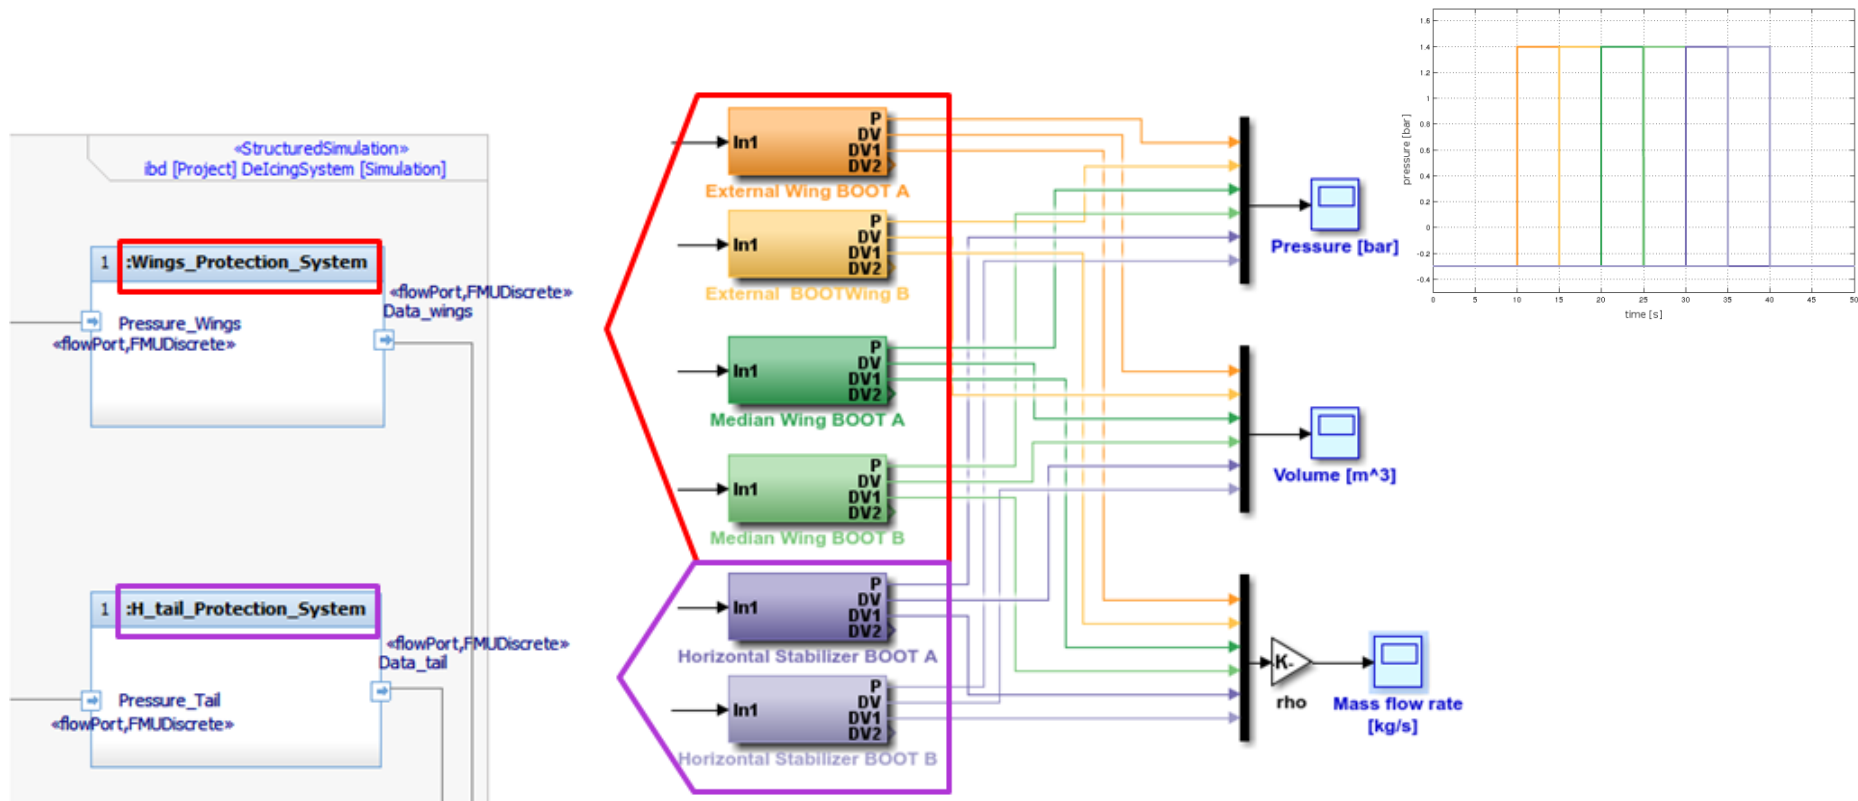 «StructuredSimulation»
ibd [Project] DeIcingSystem [Simulation]
1 :Wings_Protection_System
«flowPort,FMUDiscrete»
Data_wings
Pressure_Wings
«flowPort,FMUDiscrete»
1 :H_tail_Protection_System
«flowPort,FMUDiscrete»
Data_tail
Pressure_Tail
«flowPort,FMUDiscrete»
In1
P
DV
DV1
DV2
External Wing BOOT A
In1
P
DV
DV1
DV2
External BOOTWing B
In1
P
DV
DV1
DV2
Median Wing BOOT A
In1
P
DV
DV1
DV2
Median Wing BOOT B
In1
P
DV
DV1
DV2
Horizontal Stabilizer BOOT A
In1
P
DV
DV1
DV2
Horizontal Stabilizer BOOT B
Pressure [bar]
Volume [m^3]
-K-
rho
Mass flow rate
[kg/s]
pressure [bar]
1.6
1.4
1.2
1
0.8
0.6
0.4
0.2
0
-0.2
-0.4
0 5 10 15 20 25 30 35 40 45 50
time [s]